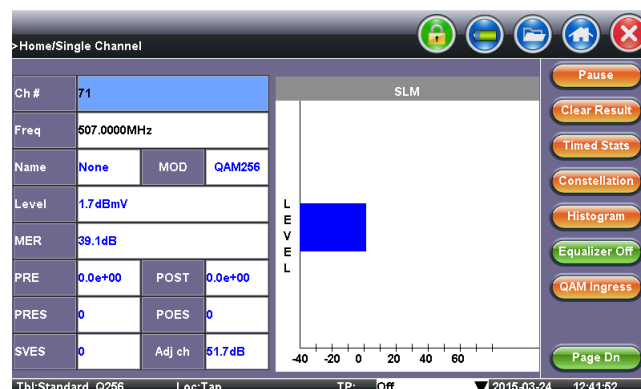 >Home/Single Channel
Ch # 71
Freq 507.0000MHz
Name None MOD QAM256
Level 1.7dBmV
MER 39.1dB
PRE 0.0e+00 POST 0.0e+00
PRES 0 POES 0
SVES 0 Adj ch 51.7dB
SLM
L
E
V
E
L
-40 -20 0 20 40 60
Pause
Clear Result
Timed Stats
Constellation
Histogram
Equalizer Off
QAM Ingress
Page Dn
Tbl:Standard_Q256 Loc:Tap TP: Off 2015-03-24 12:41:52